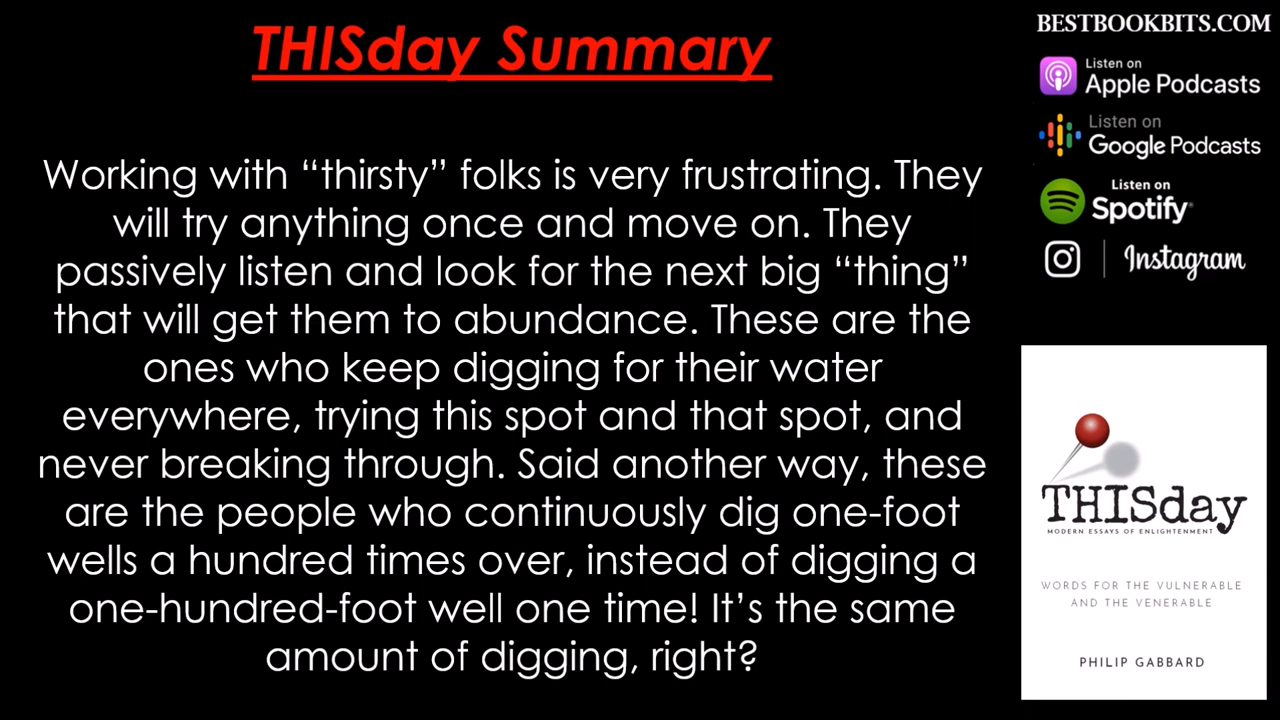 THISday Summary
Working with “thirsty” folks is very frustrating. They
will try anything once and move on. They
passively listen and look for the next big “thing”
that will get them to abundance. These are the
ones who keep digging for their water
everywhere, trying this spot and that spot, and
never breaking through. Said another way, these
are the people who continuously dig one-foot
wells a hundred times over, instead of digging a
one-hundred-foot well one time! It’s the same
amount of digging, right?
BESTBOOKBITS.COM
Listen on
Apple Podcasts
Listen on
Google Podcasts
Listen on
Spotify
Instagram
THISday
MODERN ESSAYS OF ENLIGHTENMENT
WORDS FOR THE VULNERABLE
AND THE VENERABLE
PHILIP GABBARD